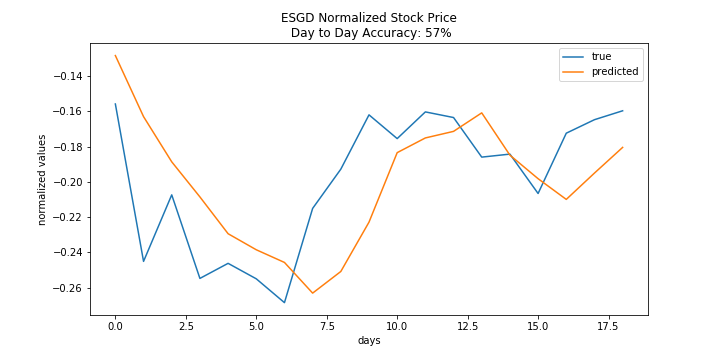 ESGD Normalized Stock Price
Day to Day Accuracy: 57%
true
predicted
normalized values
−0.14
−0.16
−0.18
−0.20
−0.22
−0.24
−0.26
0.0 2.5 5.0 7.5 10.0 12.5 15.0 17.5
days